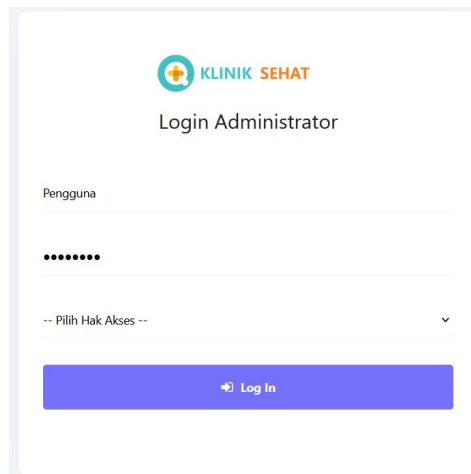 KLINIK SEHAT
Login Administrator
Pengguna
••••••••
-- Pilih Hak Akses --
Log In